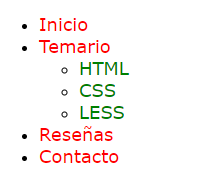 Inicio
Temario
HTML
CSS
LESS
Reseñas
Contacto